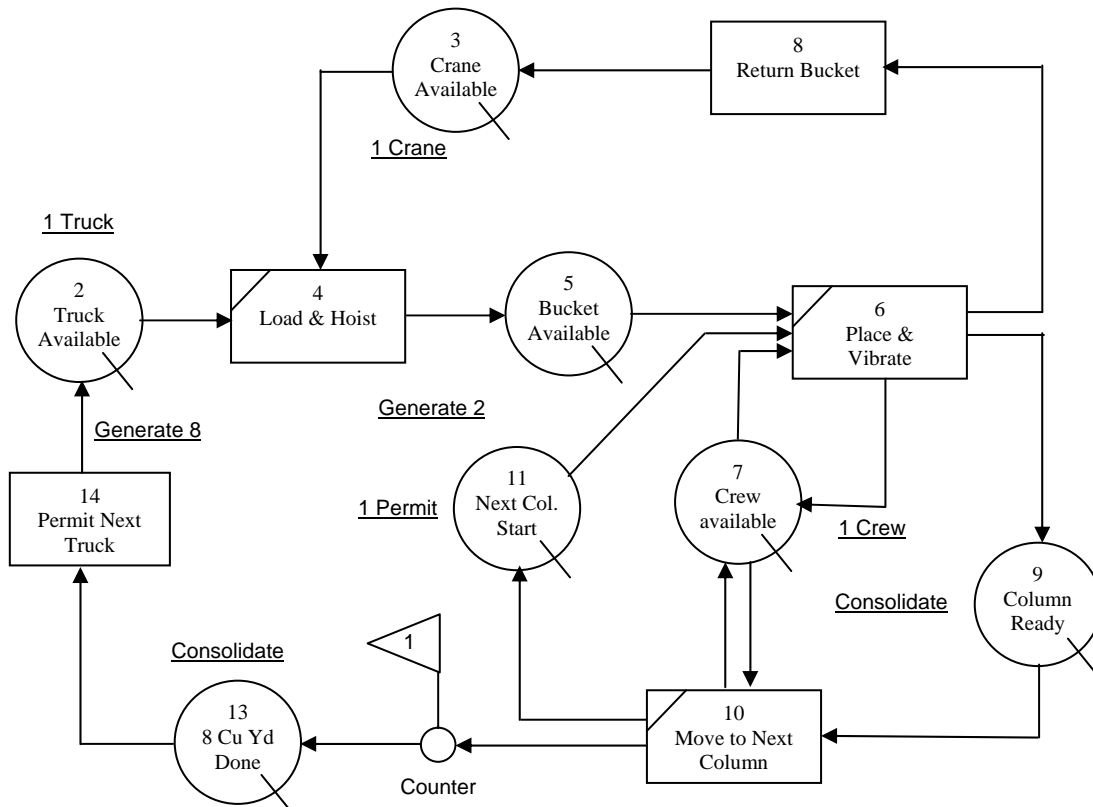 3
Crane
Available
8
Return Bucket
1 Crane
1 Truck
2
Truck
Available
4
Load & Hoist
5
Bucket
Available
6
Place &
Vibrate
Generate 2
Generate 8
14
Permit Next
Truck
1 Permit
11
Next Col.
Start
7
Crew
available
1 Crew
9
Column
Ready
Consolidate
Consolidate
1
13
8 Cu Yd
Done
Counter
10
Move to Next
Column